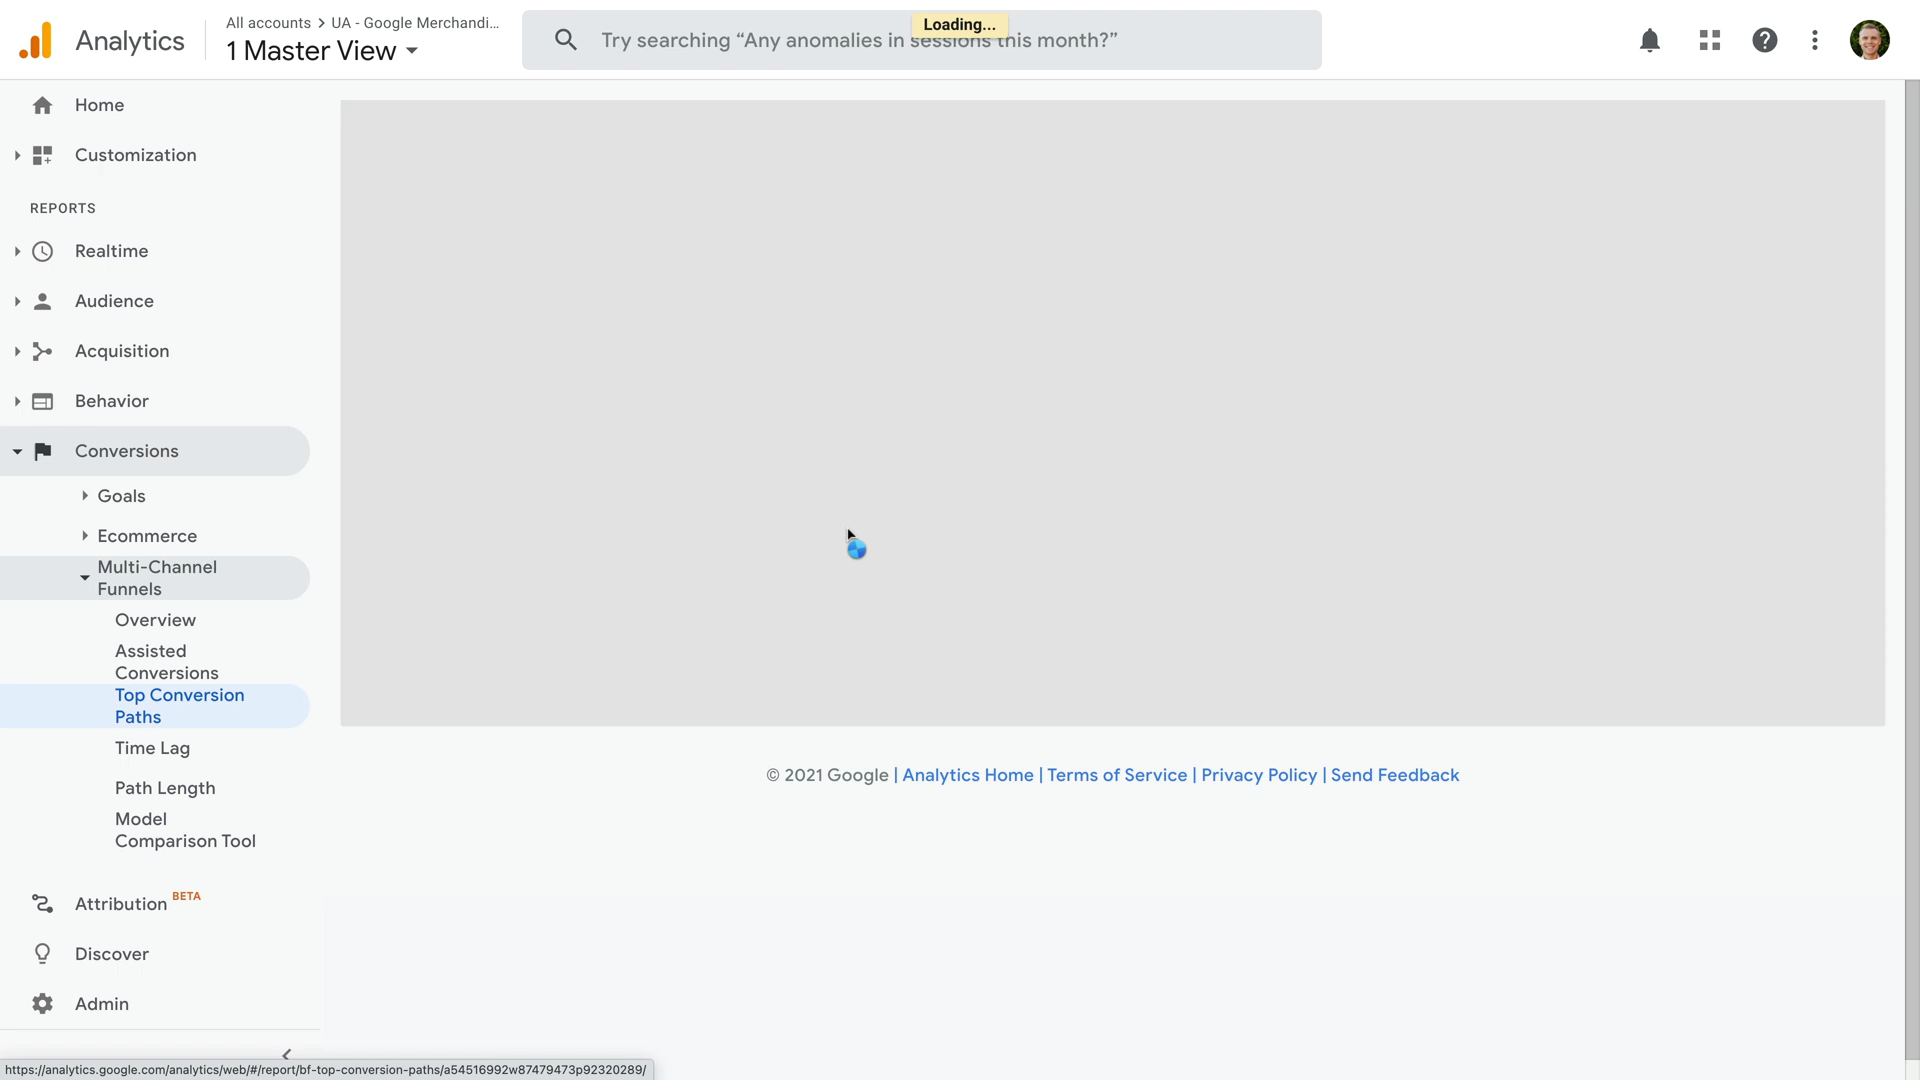 Analytics
All accounts > UA - Google Merchandi...
1 Master View
Try searching “Any anomalies in sessions this month?”
Loading...
Home
Customization
REPORTS
Realtime
Audience
Acquisition
Behavior
Conversions
Goals
Ecommerce
Multi-Channel
Funnels
Overview
Assisted
Conversions
Top Conversion
Paths
Time Lag
Path Length
Model
Comparison Tool
Attribution BETA
Discover
Admin
© 2021 Google | Analytics Home | Terms of Service | Privacy Policy | Send Feedback
https://analytics.google.com/analytics/web/#/report/bf-top-conversion-paths/a54516992w87479473p92320289/